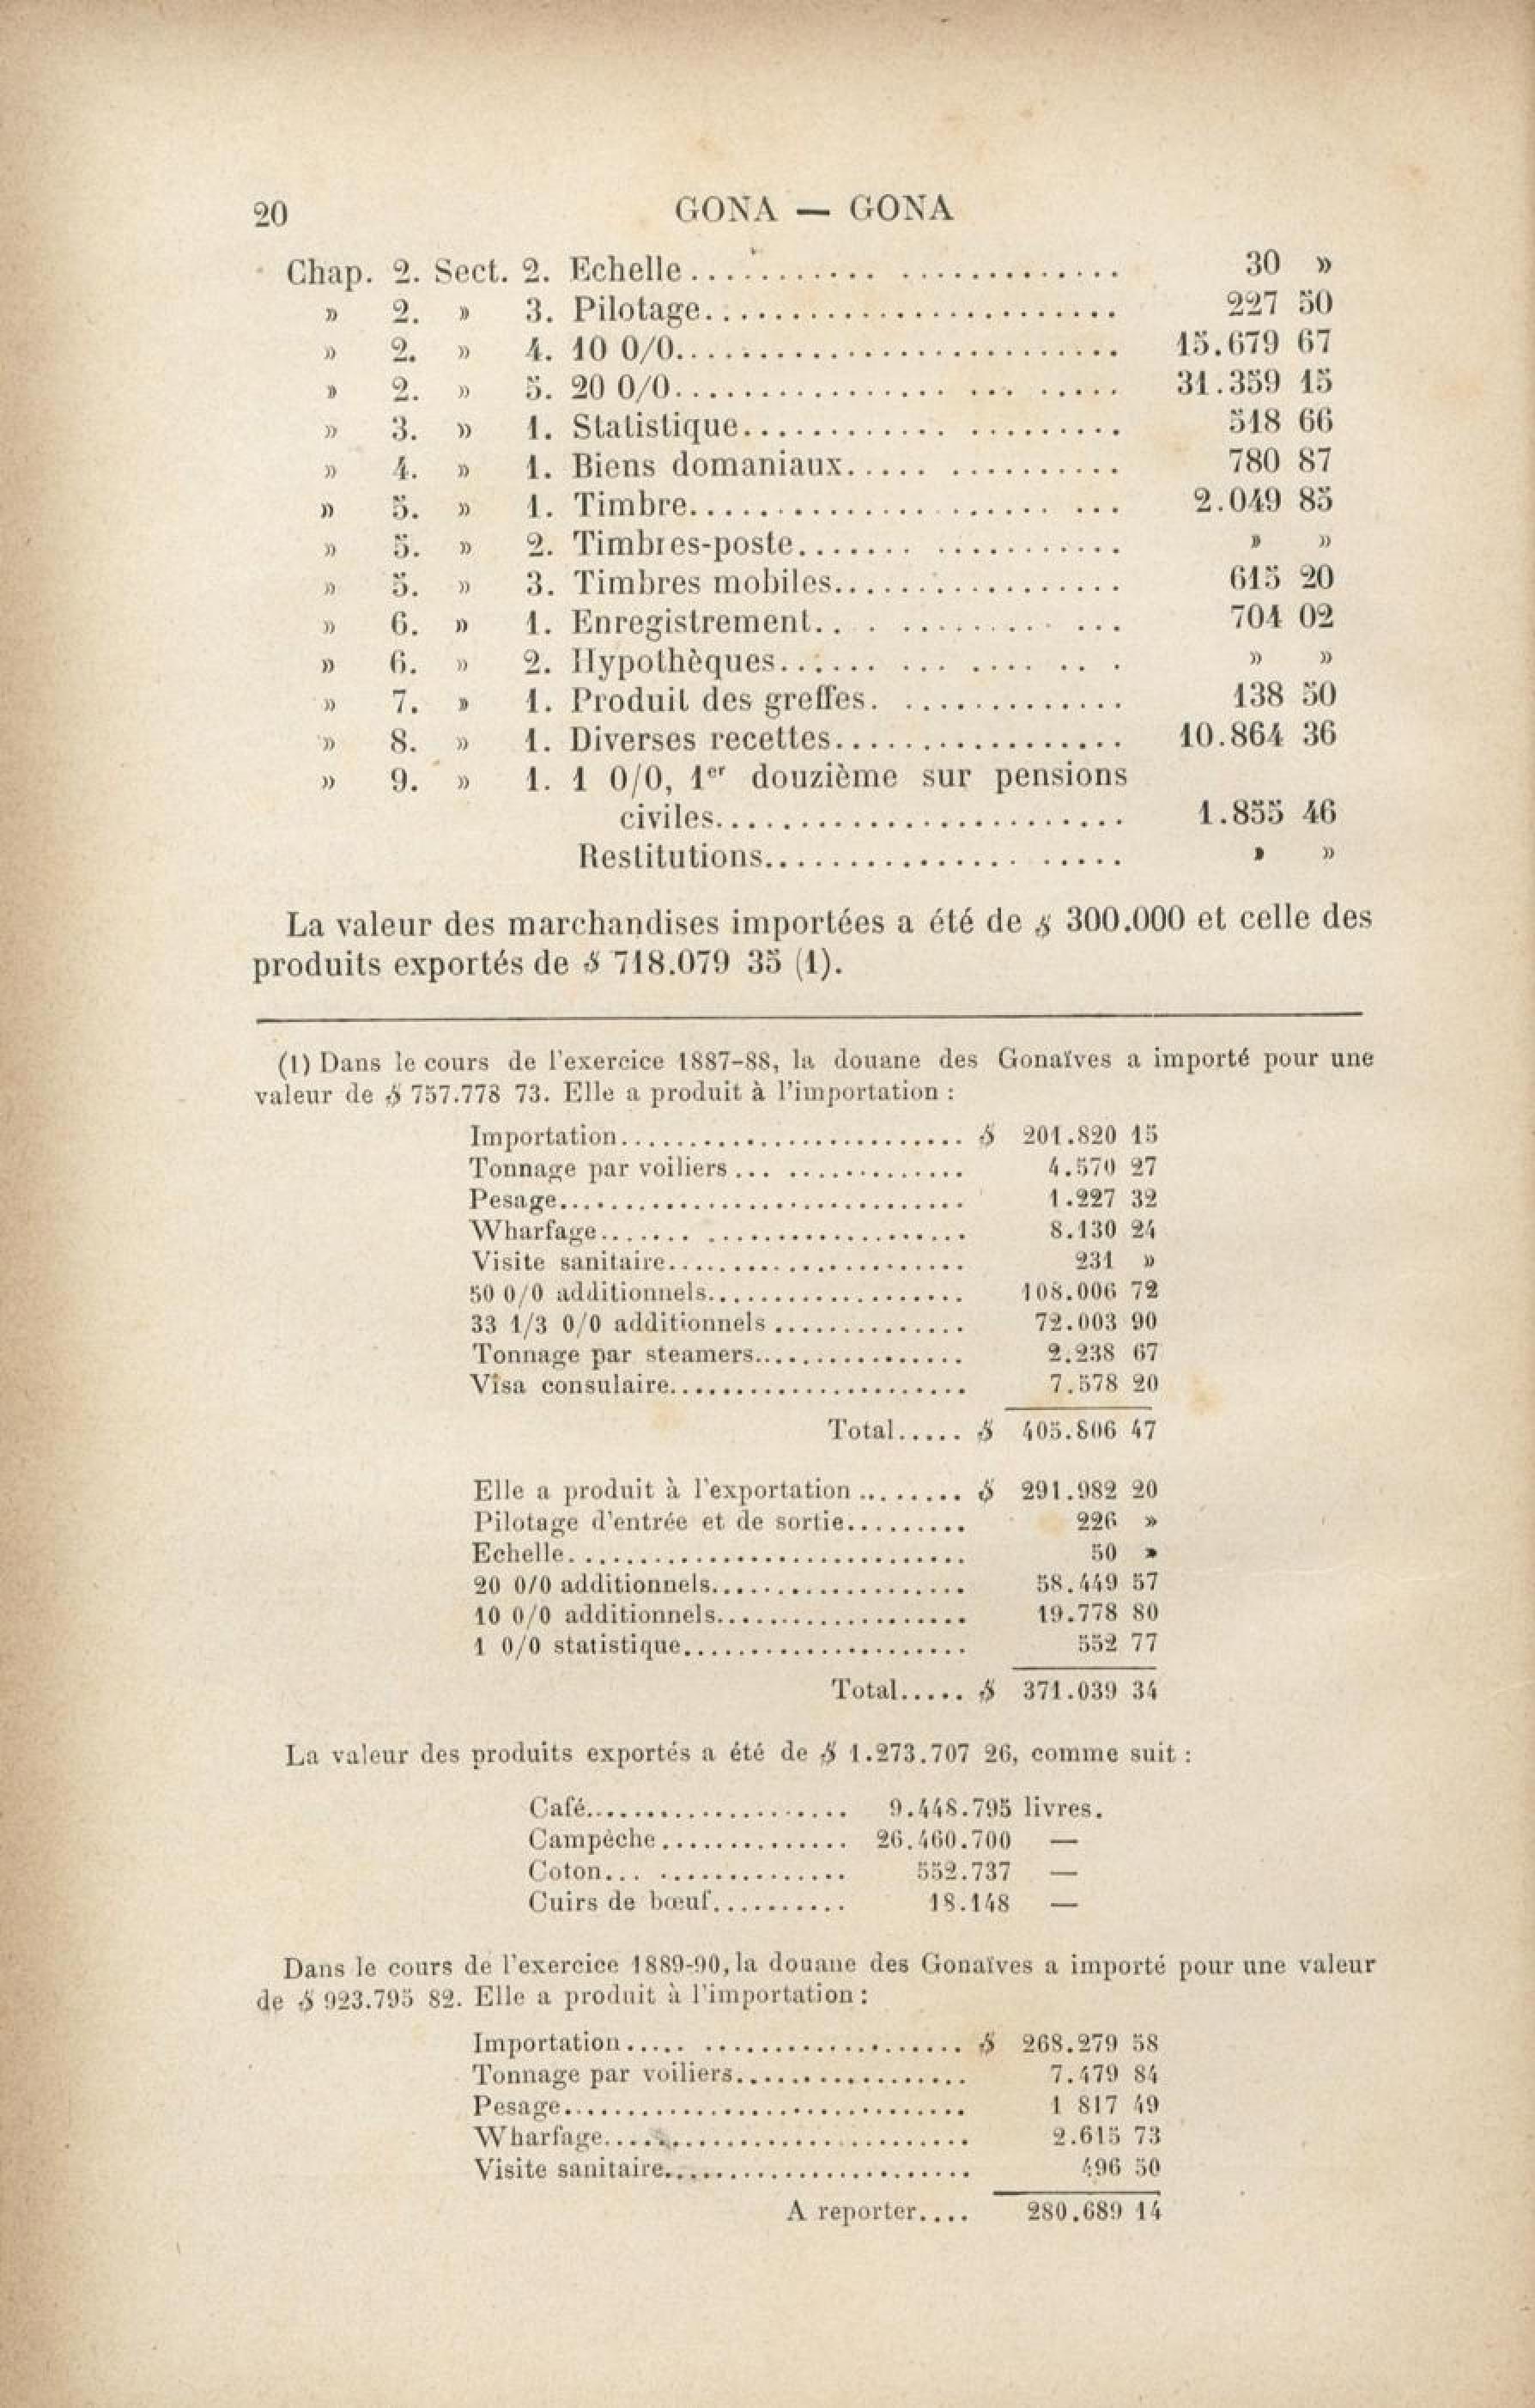 20 GONA — GONA
Chap. 2. Sect. 2. Echelle........................ 30 »
» 2. » 3. Pilotage........................ 227 50
» 2. » 4. 10 0/0........................ 15.679 67
» 2. » 5. 20 0/0........................ 31.359 15
» 3. » 1. Statistique..................... 518 66
» 4. » 1. Biens domaniaux............... 780 87
» 5. » 1. Timbre........................ 2.049 85
» 5. » 2. Timbres-poste.................. » »
» 5. » 3. Timbres mobiles................. 615 20
» 6. » 1. Enregistrement................. 704 02
» 6. » 2. Hypothèques................... » »
» 7. » 1. Produit des greffes.............. 138 50
» 8. » 1. Diverses recettes................. 10.864 36
» 9. » 1. 1 0/0, 1er douzième sur pensions
civiles........................ 1.855 46
Restitutions..................... » »
La valeur des marchandises importées a été de $ 300.000 et celle des
produits exportés de $ 718.079 35 (1).
(1) Dans le cours de l'exercice 1887-88, la douane des Gonaïves a importé pour une
valeur de $ 757.778 73. Elle a produit à l'importation :
Importation.......................... $ 201.820 15
Tonnage par voiliers................ 4.570 27
Pesage.............................. 1.227 32
Wharfage.......................... 8.130 24
Visite sanitaire...................... 231 »
50 0/0 additionnels................... 108.006 72
33 1/3 0/0 additionnels.............. 72.003 90
Tonnage par steamers................ 2.238 67
Visa consulaire...................... 7.578 20
Total..... $ 405.806 47
Elle a produit à l'exportation........ $ 291.982 20
Pilotage d'entrée et de sortie......... 226 »
Echelle............................. 50 »
20 0/0 additionnels................... 58.449 57
10 0/0 additionnels................... 19.778 80
1 0/0 statistique..................... 552 77
Total..... $ 371.039 34
La valeur des produits exportés a été de $ 1.273.707 26, comme suit :
Café.................... 9.448.795 livres.
Campèche.............. 26.460.700 —
Coton................. 552.737 —
Cuirs de bœuf.......... 18.148 —
Dans le cours de l'exercice 1889-90, la douane des Gonaïves a importé pour une valeur
de $ 923.795 82. Elle a produit à l'importation :
Importation........................ $ 268.279 58
Tonnage par voiliers................. 7.479 84
Pesage.............................. 1 817 49
Wharfage........................... 2.615 73
Visite sanitaire....................... 496 50
A reporter.... 280.689 14